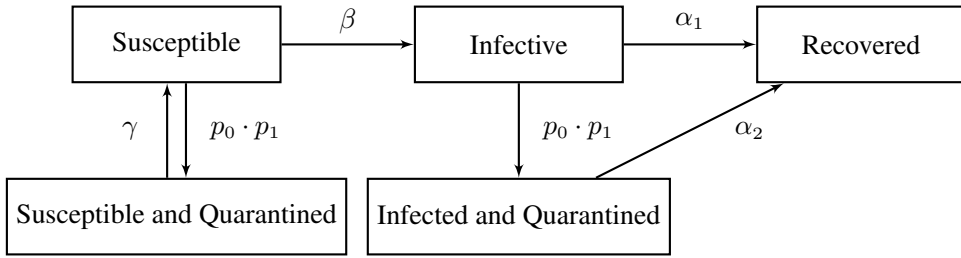 Susceptible
β
Infective
α₁
Recovered
γ
p₀ · p₁
p₀ · p₁
α₂
Susceptible and Quarantined
Infected and Quarantined